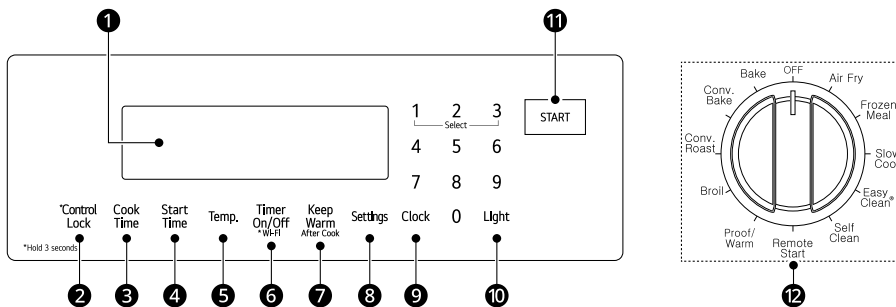 1
11
1 2 3
Select
START
4 5 6
7 8 9
*Control
Lock
Cook
Time
Start
Time
Temp.
Timer
On/Off
*Wi-Fi
Keep
Warm
After Cook
Settings
Clock
0
Light
*Hold 3 seconds
2
3
4
5
6
7
8
9
10
OFF
Air Fry
Frozen
Meal
Slow
Coo
Easy
Clean®
Self
Clean
Remote
Start
Proof/
Warm
Broil
Conv.
Roast
Conv.
Bake
Bake
12